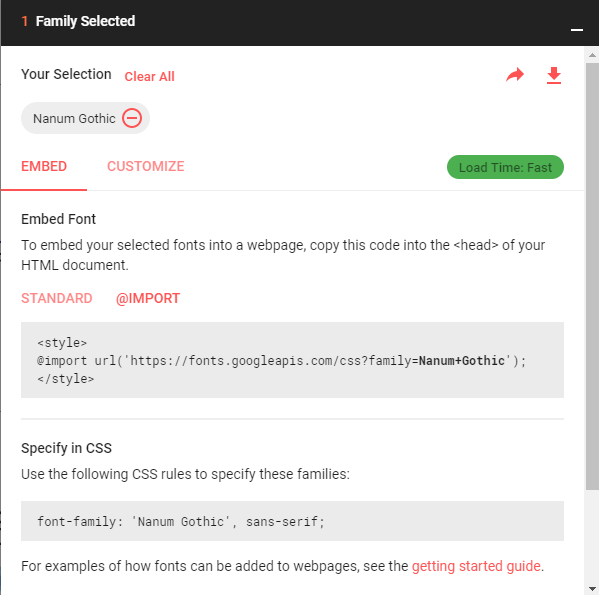 1 Family Selected
Your Selection Clear All
Nanum Gothic
EMBED CUSTOMIZE Load Time: Fast
Embed Font
To embed your selected fonts into a webpage, copy this code into the <head> of your
HTML document.
STANDARD @IMPORT
<style>
@import url('https://fonts.googleapis.com/css?family=Nanum+Gothic');
</style>
Specify in CSS
Use the following CSS rules to specify these families:
font-family: 'Nanum Gothic', sans-serif;
For examples of how fonts can be added to webpages, see the getting started guide.